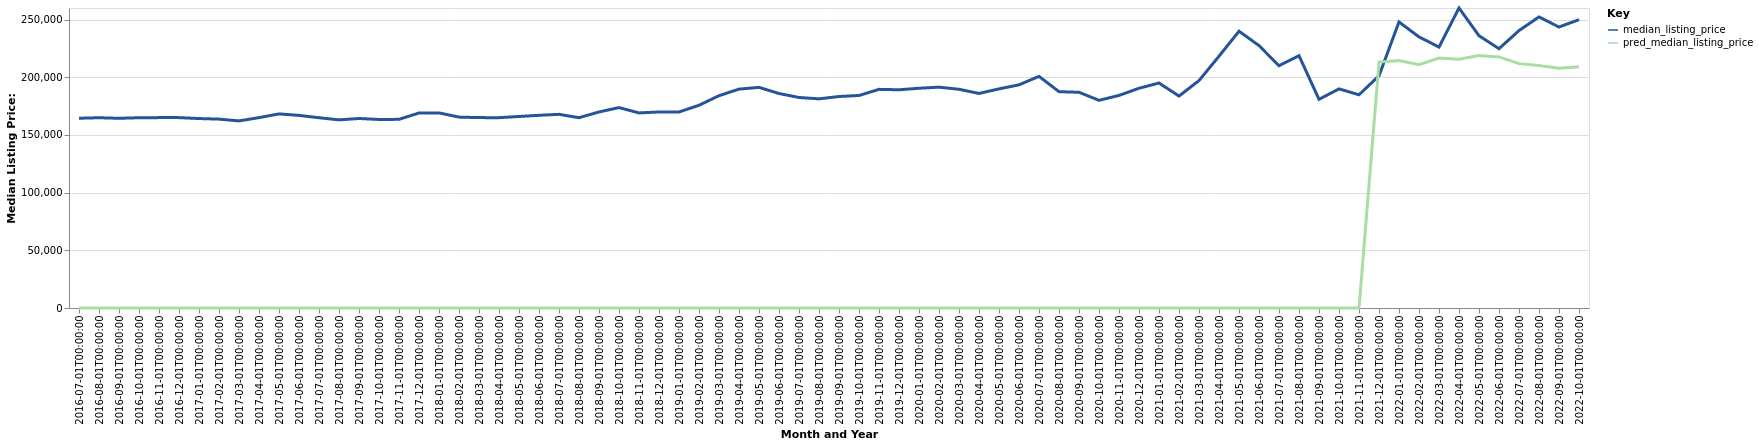 Median Listing Price:
250,000
200,000
150,000
100,000
50,000
0
2016-07-01T00:00:00
2016-08-01T00:00:00
2016-09-01T00:00:00
2016-10-01T00:00:00
2016-11-01T00:00:00
2016-12-01T00:00:00
2017-01-01T00:00:00
2017-02-01T00:00:00
2017-03-01T00:00:00
2017-04-01T00:00:00
2017-05-01T00:00:00
2017-06-01T00:00:00
2017-07-01T00:00:00
2017-08-01T00:00:00
2017-09-01T00:00:00
2017-10-01T00:00:00
2017-11-01T00:00:00
2017-12-01T00:00:00
2018-01-01T00:00:00
2018-02-01T00:00:00
2018-03-01T00:00:00
2018-04-01T00:00:00
2018-05-01T00:00:00
2018-06-01T00:00:00
2018-07-01T00:00:00
2018-08-01T00:00:00
2018-09-01T00:00:00
2018-10-01T00:00:00
2018-11-01T00:00:00
2018-12-01T00:00:00
2019-01-01T00:00:00
2019-02-01T00:00:00
2019-03-01T00:00:00
2019-04-01T00:00:00
2019-05-01T00:00:00
2019-06-01T00:00:00
2019-07-01T00:00:00
2019-08-01T00:00:00
2019-09-01T00:00:00
2019-10-01T00:00:00
2019-11-01T00:00:00
2019-12-01T00:00:00
2020-01-01T00:00:00
2020-02-01T00:00:00
2020-03-01T00:00:00
2020-04-01T00:00:00
2020-05-01T00:00:00
2020-06-01T00:00:00
2020-07-01T00:00:00
2020-08-01T00:00:00
2020-09-01T00:00:00
2020-10-01T00:00:00
2020-11-01T00:00:00
2020-12-01T00:00:00
2021-01-01T00:00:00
2021-02-01T00:00:00
2021-03-01T00:00:00
2021-04-01T00:00:00
2021-05-01T00:00:00
2021-06-01T00:00:00
2021-07-01T00:00:00
2021-08-01T00:00:00
2021-09-01T00:00:00
2021-10-01T00:00:00
2021-11-01T00:00:00
2021-12-01T00:00:00
2022-01-01T00:00:00
2022-02-01T00:00:00
2022-03-01T00:00:00
2022-04-01T00:00:00
2022-05-01T00:00:00
2022-06-01T00:00:00
2022-07-01T00:00:00
2022-08-01T00:00:00
2022-09-01T00:00:00
2022-10-01T00:00:00
Month and Year
Key
median_listing_price
pred_median_listing_price